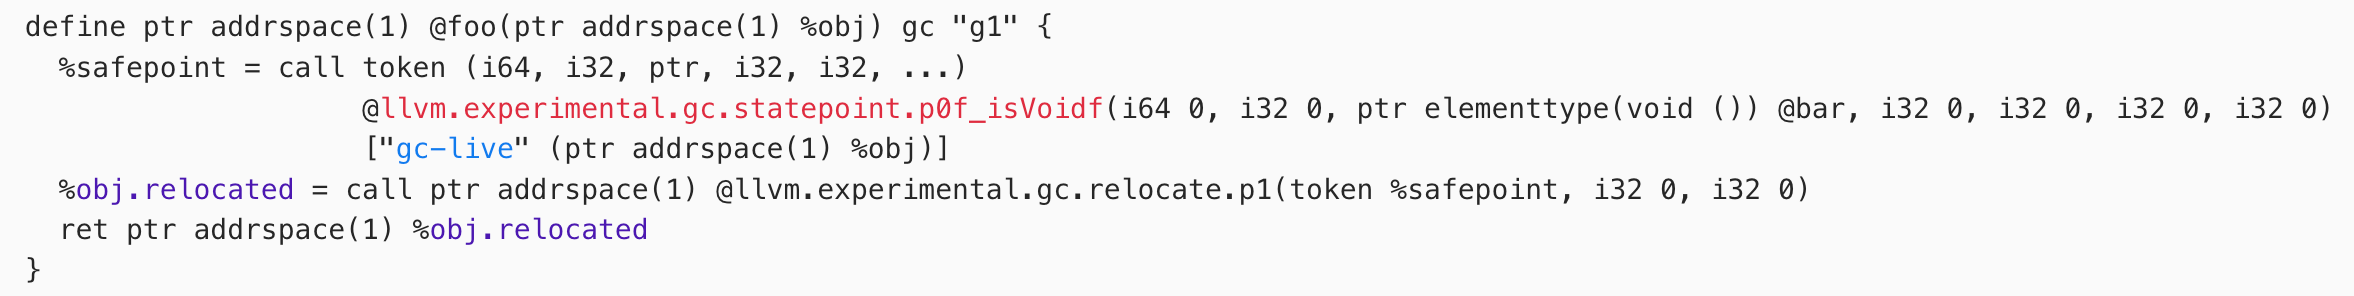 define ptr addrspace(1) @foo(ptr addrspace(1) %obj) gc "g1" {
  %safepoint = call token (i64, i32, ptr, i32, i32, ...)
                    @llvm.experimental.gc.statepoint.p0f_isVoidf(i64 0, i32 0, ptr elementtype(void ()) @bar, i32 0, i32 0, i32 0, i32 0)
                    ["gc-live" (ptr addrspace(1) %obj)]
  %obj.relocated = call ptr addrspace(1) @llvm.experimental.gc.relocate.p1(token %safepoint, i32 0, i32 0)
  ret ptr addrspace(1) %obj.relocated
}